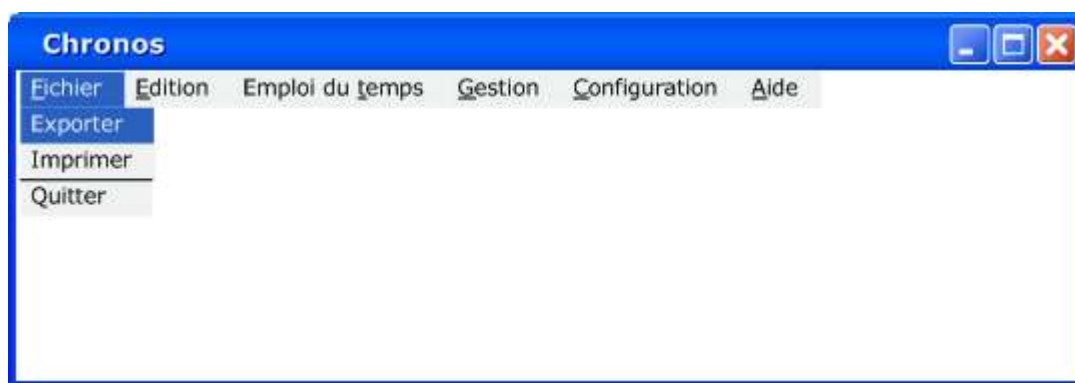 Chronos
Fichier Edition Emploi du temps Gestion Configuration Aide
Exporter
Imprimer
Quitter